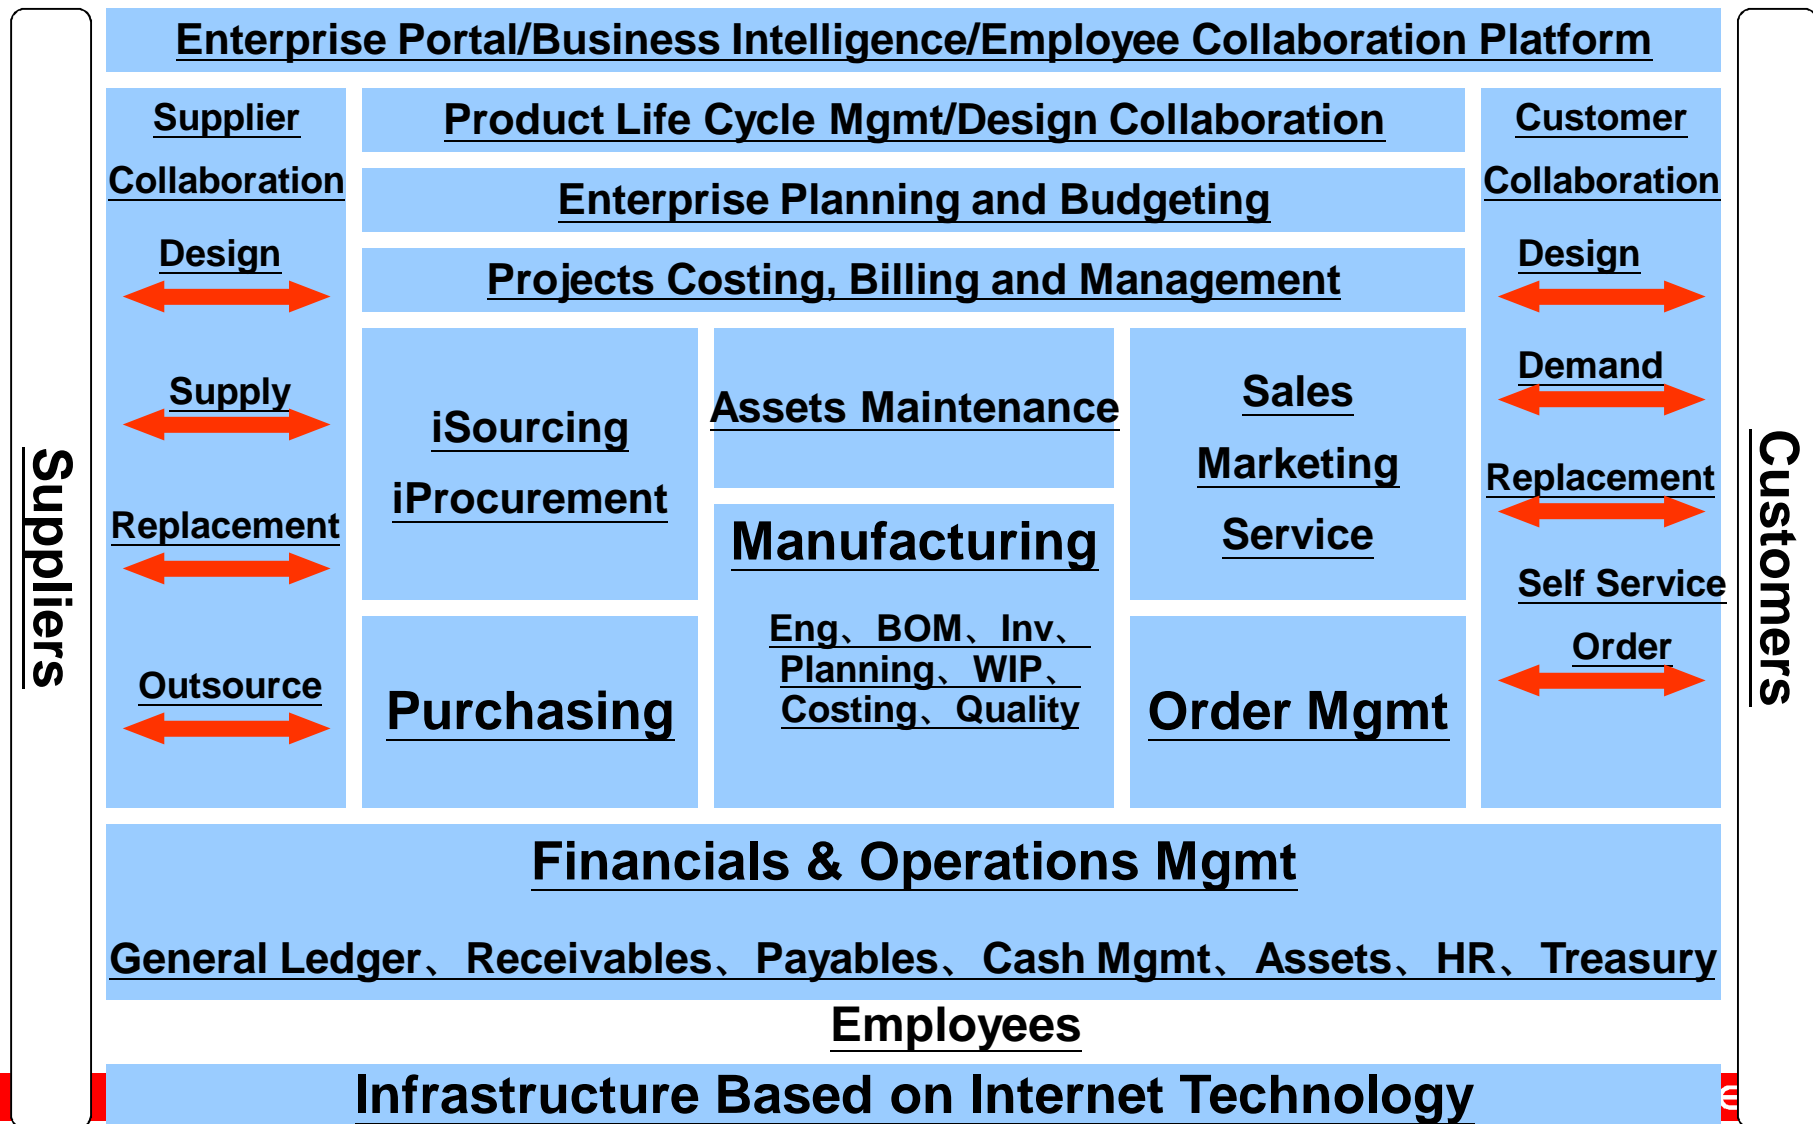 Enterprise Portal/Business Intelligence/Employee Collaboration Platform
Suppliers
Supplier
Collaboration
Design
Supply
Replacement
Outsource
Product Life Cycle Mgmt/Design Collaboration
Enterprise Planning and Budgeting
Projects Costing, Billing and Management
iSourcing
iProcurement
Purchasing
Assets Maintenance
Manufacturing
Eng、BOM、Inv、
Planning、WIP、
Costing、Quality
Sales
Marketing
Service
Order Mgmt
Customer
Collaboration
Design
Demand
Replacement
Self Service
Order
Customers
Financials & Operations Mgmt
General Ledger、Receivables、Payables、Cash Mgmt、Assets、HR、Treasury
Employees
Infrastructure Based on Internet Technology